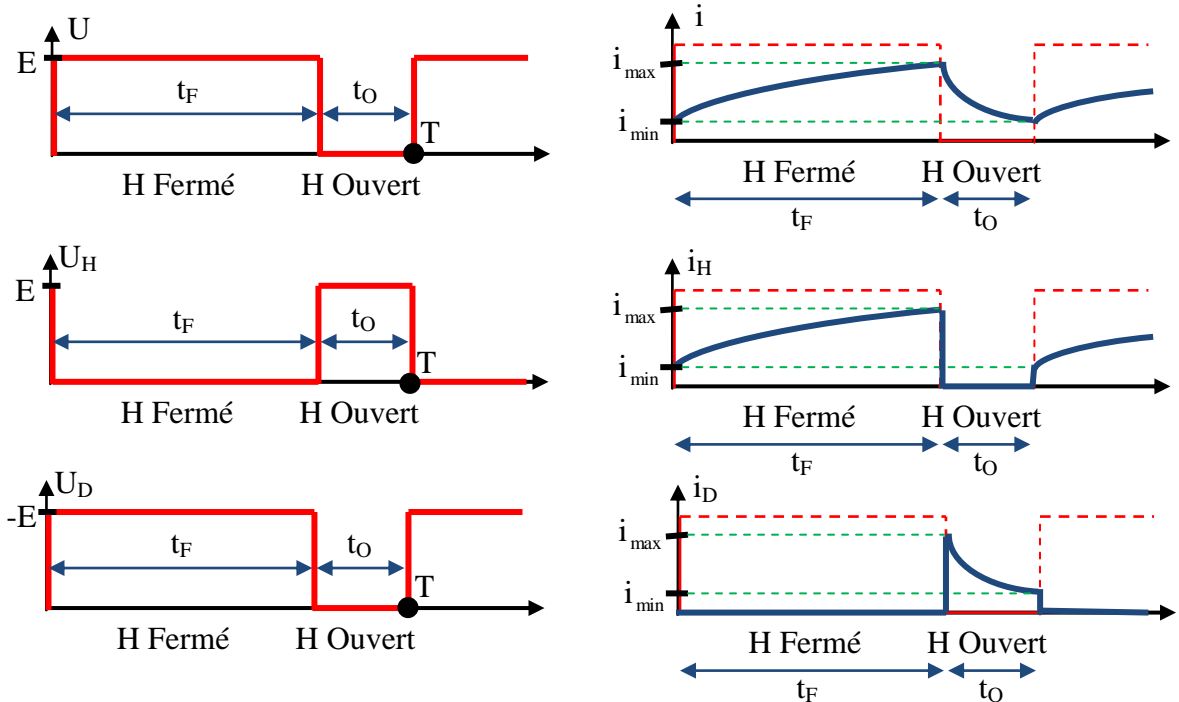 U
E
t_F
t_O
T
H Fermé
H Ouvert
i
i_max
i_min
H Fermé
H Ouvert
t_F
t_O
U_H
E
t_F
t_O
T
H Fermé
H Ouvert
i_H
i_max
i_min
H Fermé
H Ouvert
t_F
t_O
U_D
-E
t_F
t_O
T
H Fermé
H Ouvert
i_D
i_max
i_min
H Fermé
H Ouvert
t_F
t_O